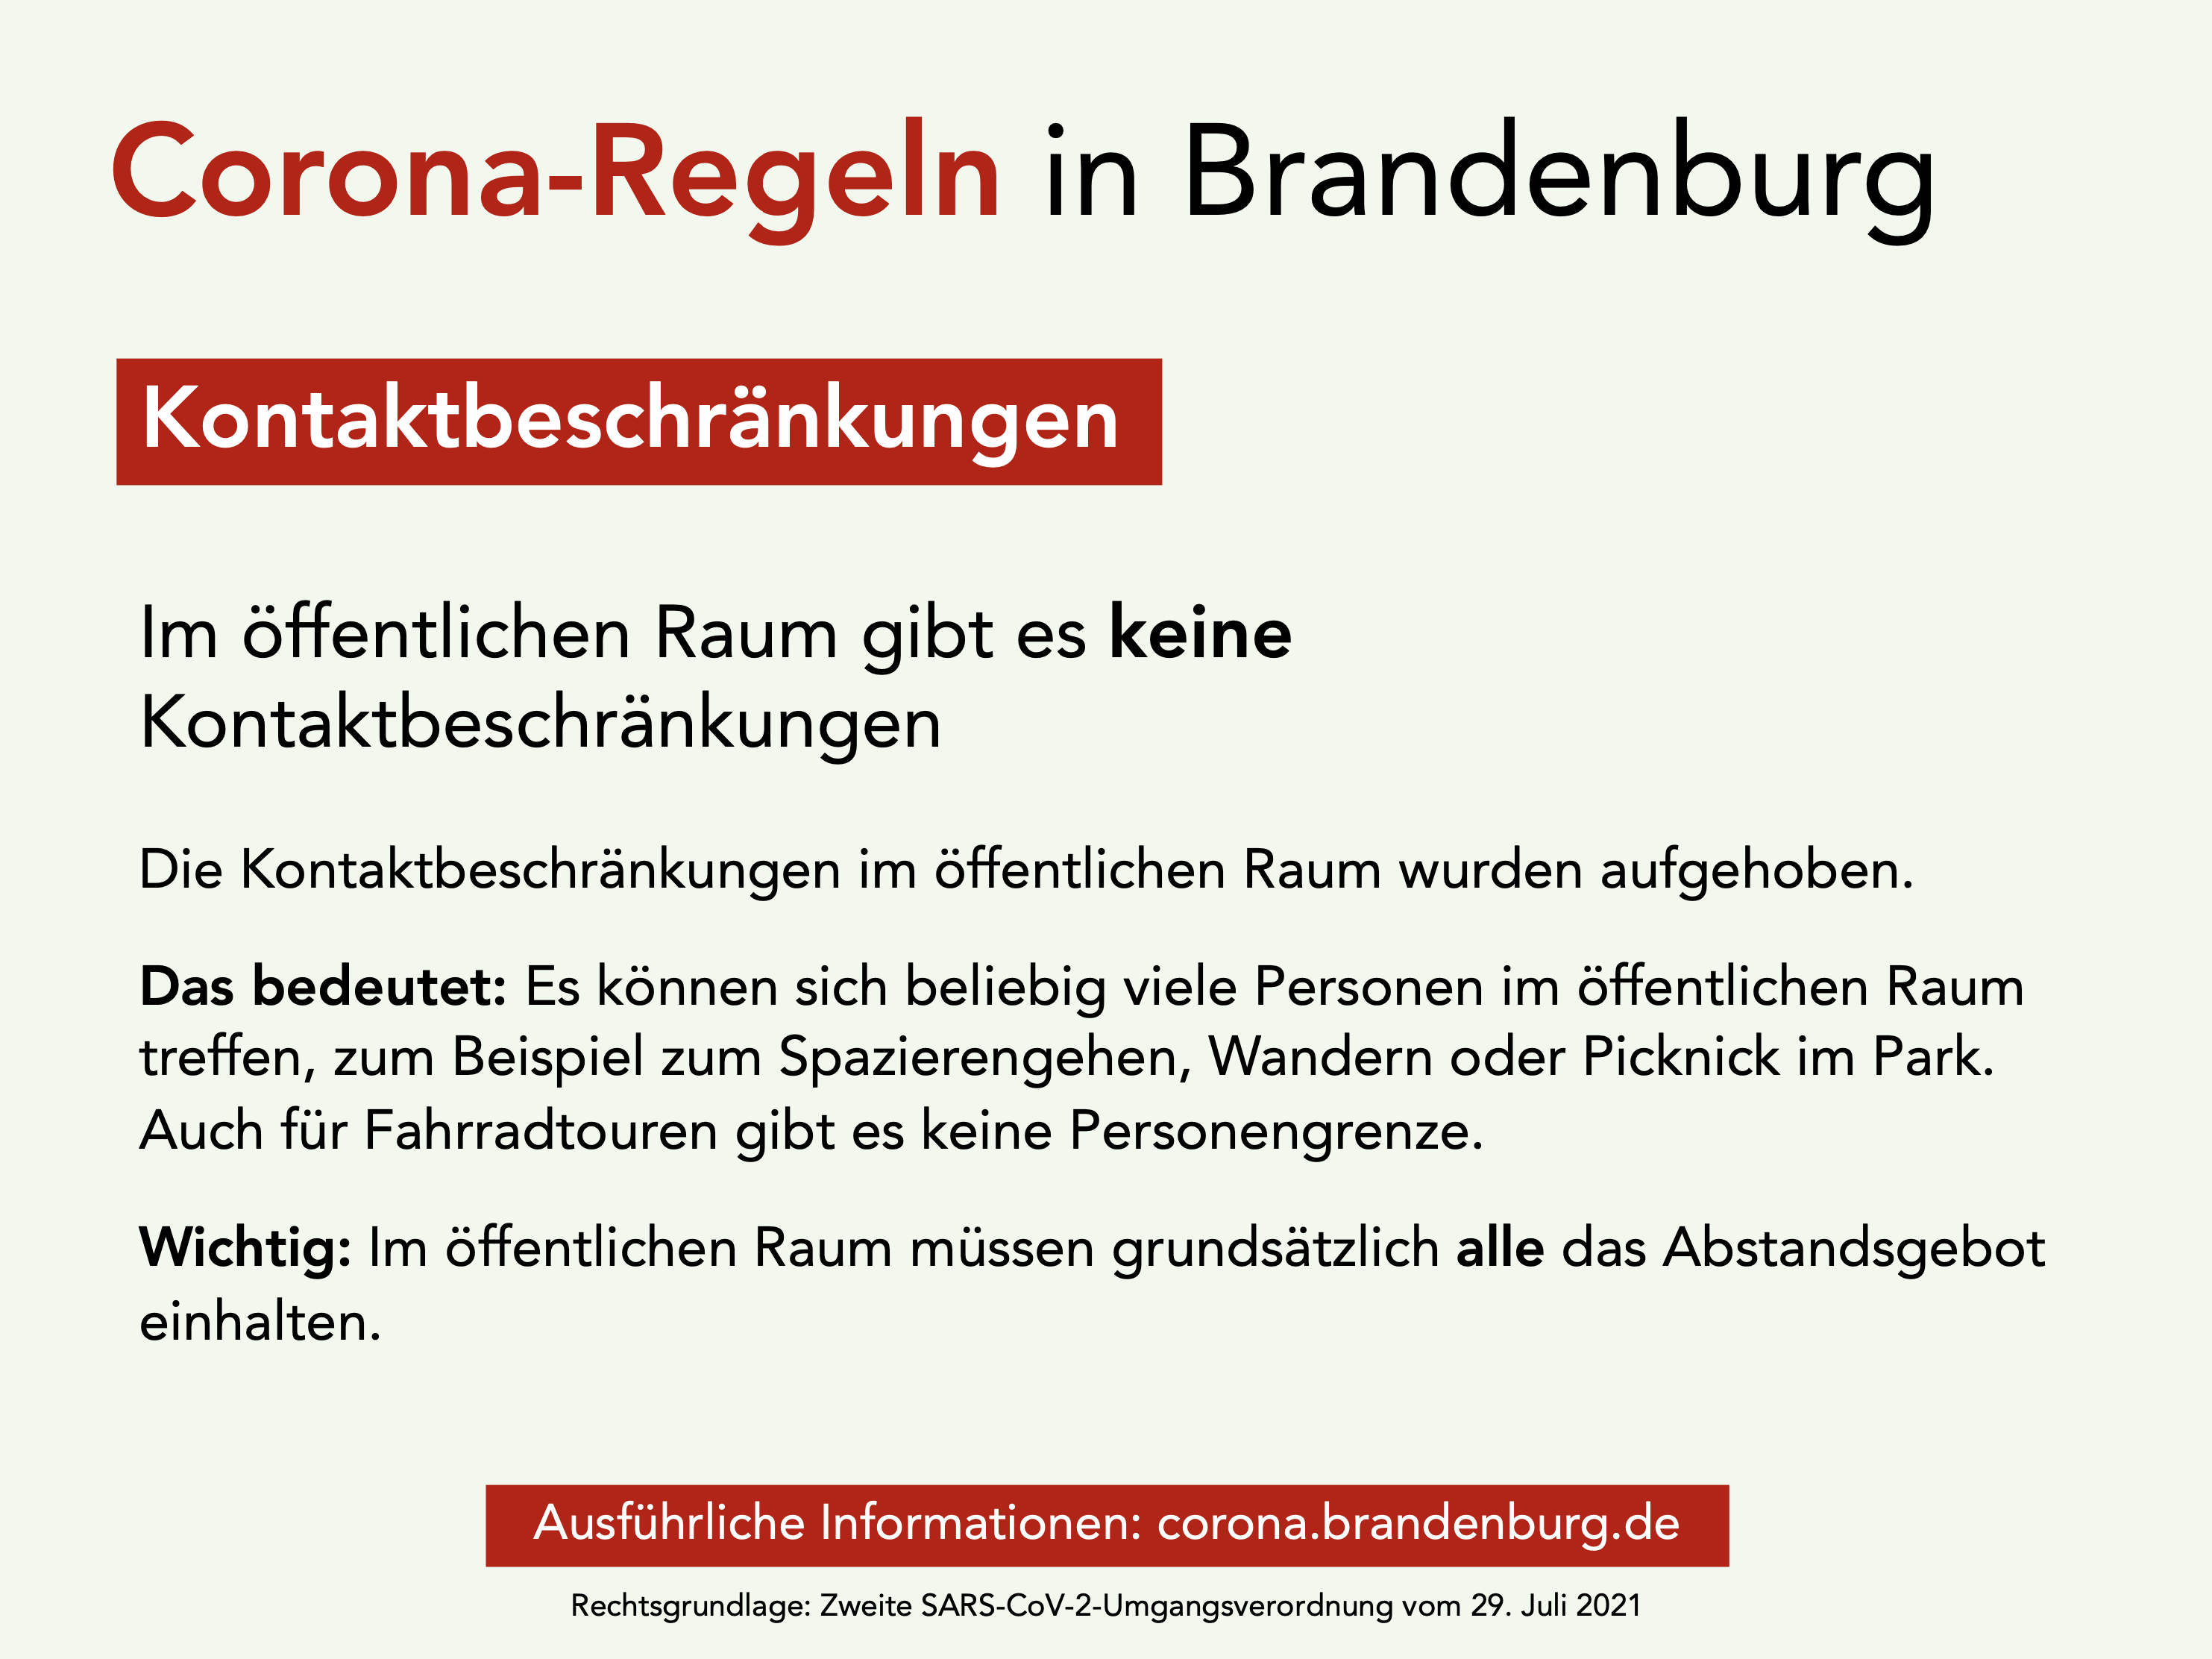 Corona-Regeln in Brandenburg
Kontaktbeschränkungen
Im öffentlichen Raum gibt es keine
Kontaktbeschränkungen
Die Kontaktbeschränkungen im öffentlichen Raum wurden aufgehoben.
Das bedeutet: Es können sich beliebig viele Personen im öffentlichen Raum
treffen, zum Beispiel zum Spazierengehen, Wandern oder Picknick im Park.
Auch für Fahrradtouren gibt es keine Personengrenze.
Wichtig: Im öffentlichen Raum müssen grundsätzlich alle das Abstandsgebot
einhalten.
Ausführliche Informationen: corona.brandenburg.de
Rechtsgrundlage: Zweite SARS-CoV-2-Umgangsverordnung vom 29. Juli 2021